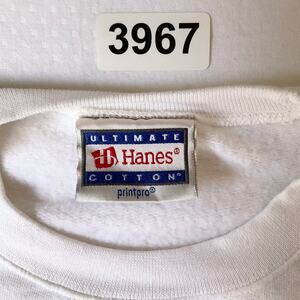 3967
ULTIMATE
Hanes®
COTTON®
printpro®